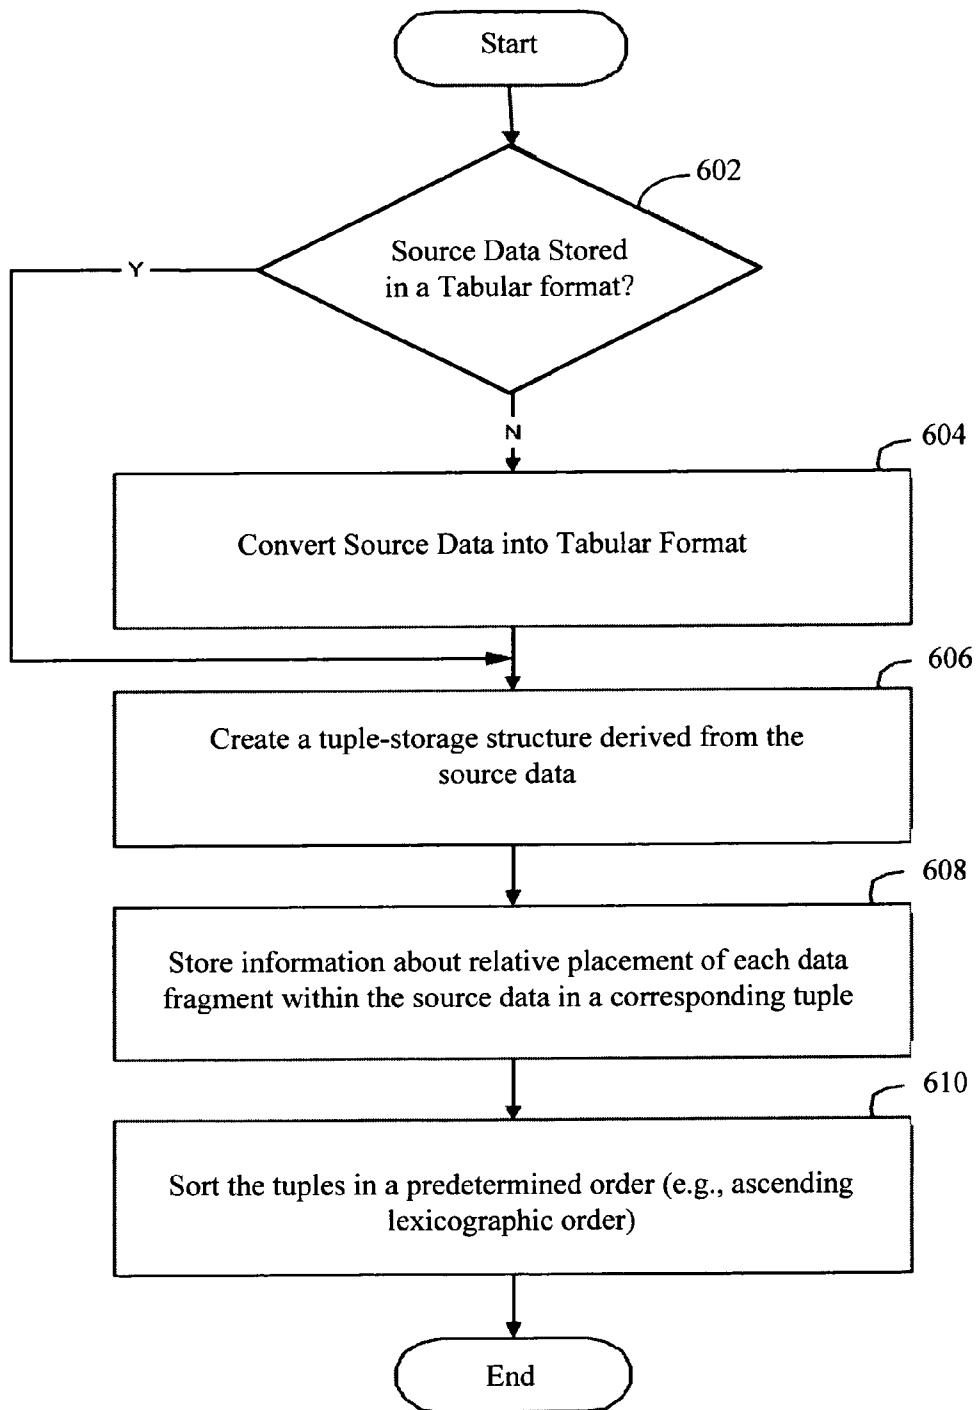 Start
602
Source Data Stored
in a Tabular format?
Y
N
604
Convert Source Data into Tabular Format
606
Create a tuple-storage structure derived from the
source data
608
Store information about relative placement of each data
fragment within the source data in a corresponding tuple
610
Sort the tuples in a predetermined order (e.g., ascending
lexicographic order)
End